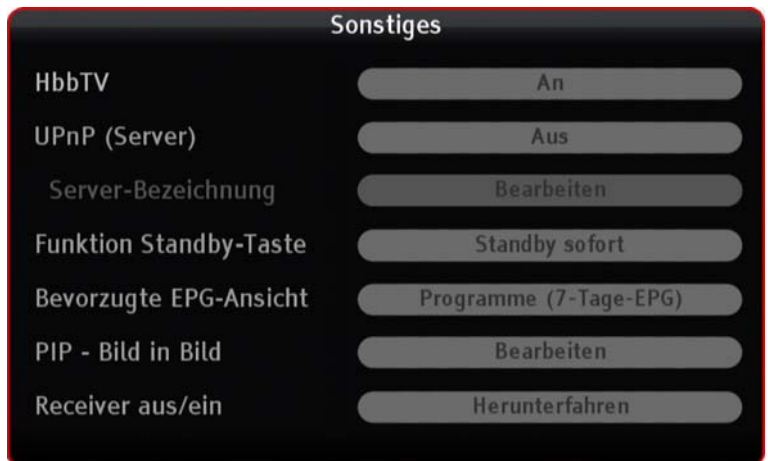 Sonstiges
HbbTV An
UPnP (Server) Aus
Server-Bezeichnung Bearbeiten
Funktion Standby-Taste Standby sofort
Bevorzugte EPG-Ansicht Programme (7-Tage-EPG)
PIP - Bild in Bild Bearbeiten
Receiver aus/ein Herunterfahren